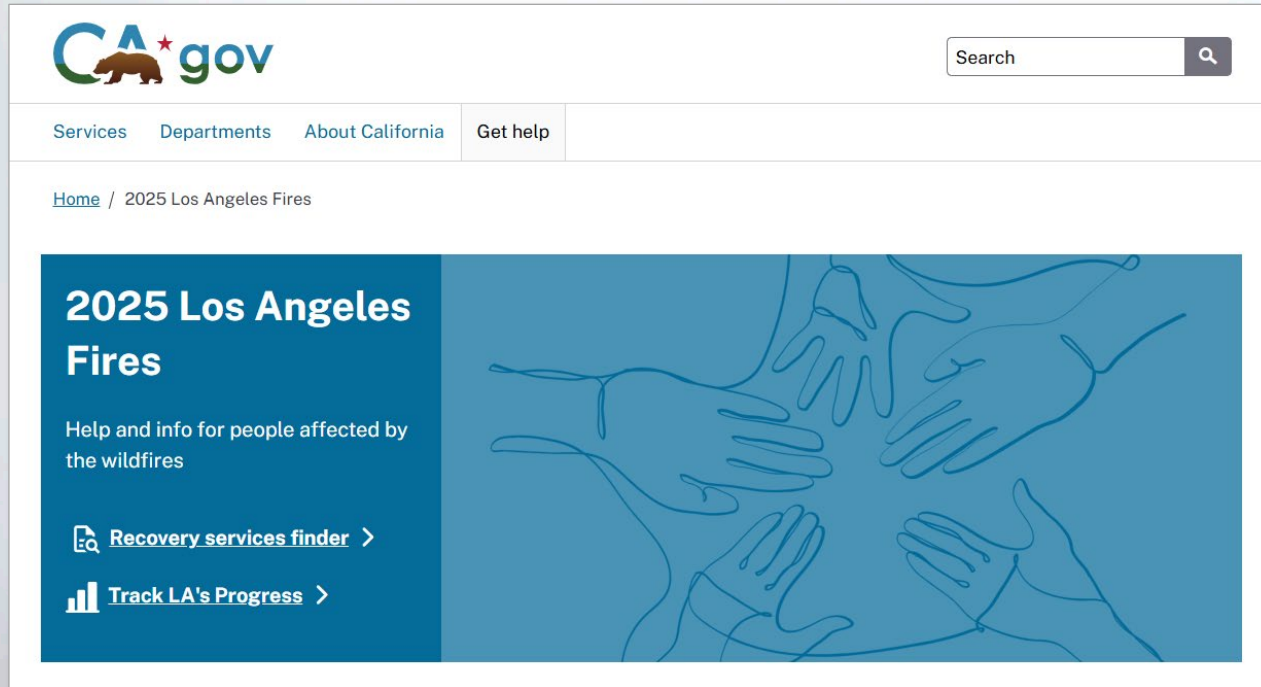 CA.gov
Search
Services Departments About California Get help
Home / 2025 Los Angeles Fires
2025 Los Angeles
Fires
Help and info for people affected by
the wildfires
Recovery services finder
Track LA's Progress